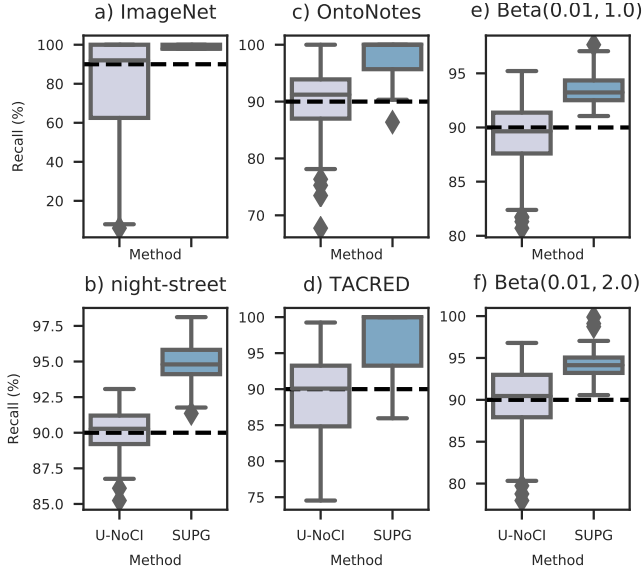 a) ImageNet
100
80
60
40
20
Recall (%)
Method
c) OntoNotes
100
90
80
70
Method
e) Beta(0.01, 1.0)
95
90
85
80
Method
b) night-street
97.5
95.0
92.5
90.0
87.5
85.0
Recall (%)
U-NoCI SUPG
Method
d) TACRED
100
95
90
85
80
75
U-NoCI SUPG
Method
f) Beta(0.01, 2.0)
100
95
90
85
80
U-NoCI SUPG
Method